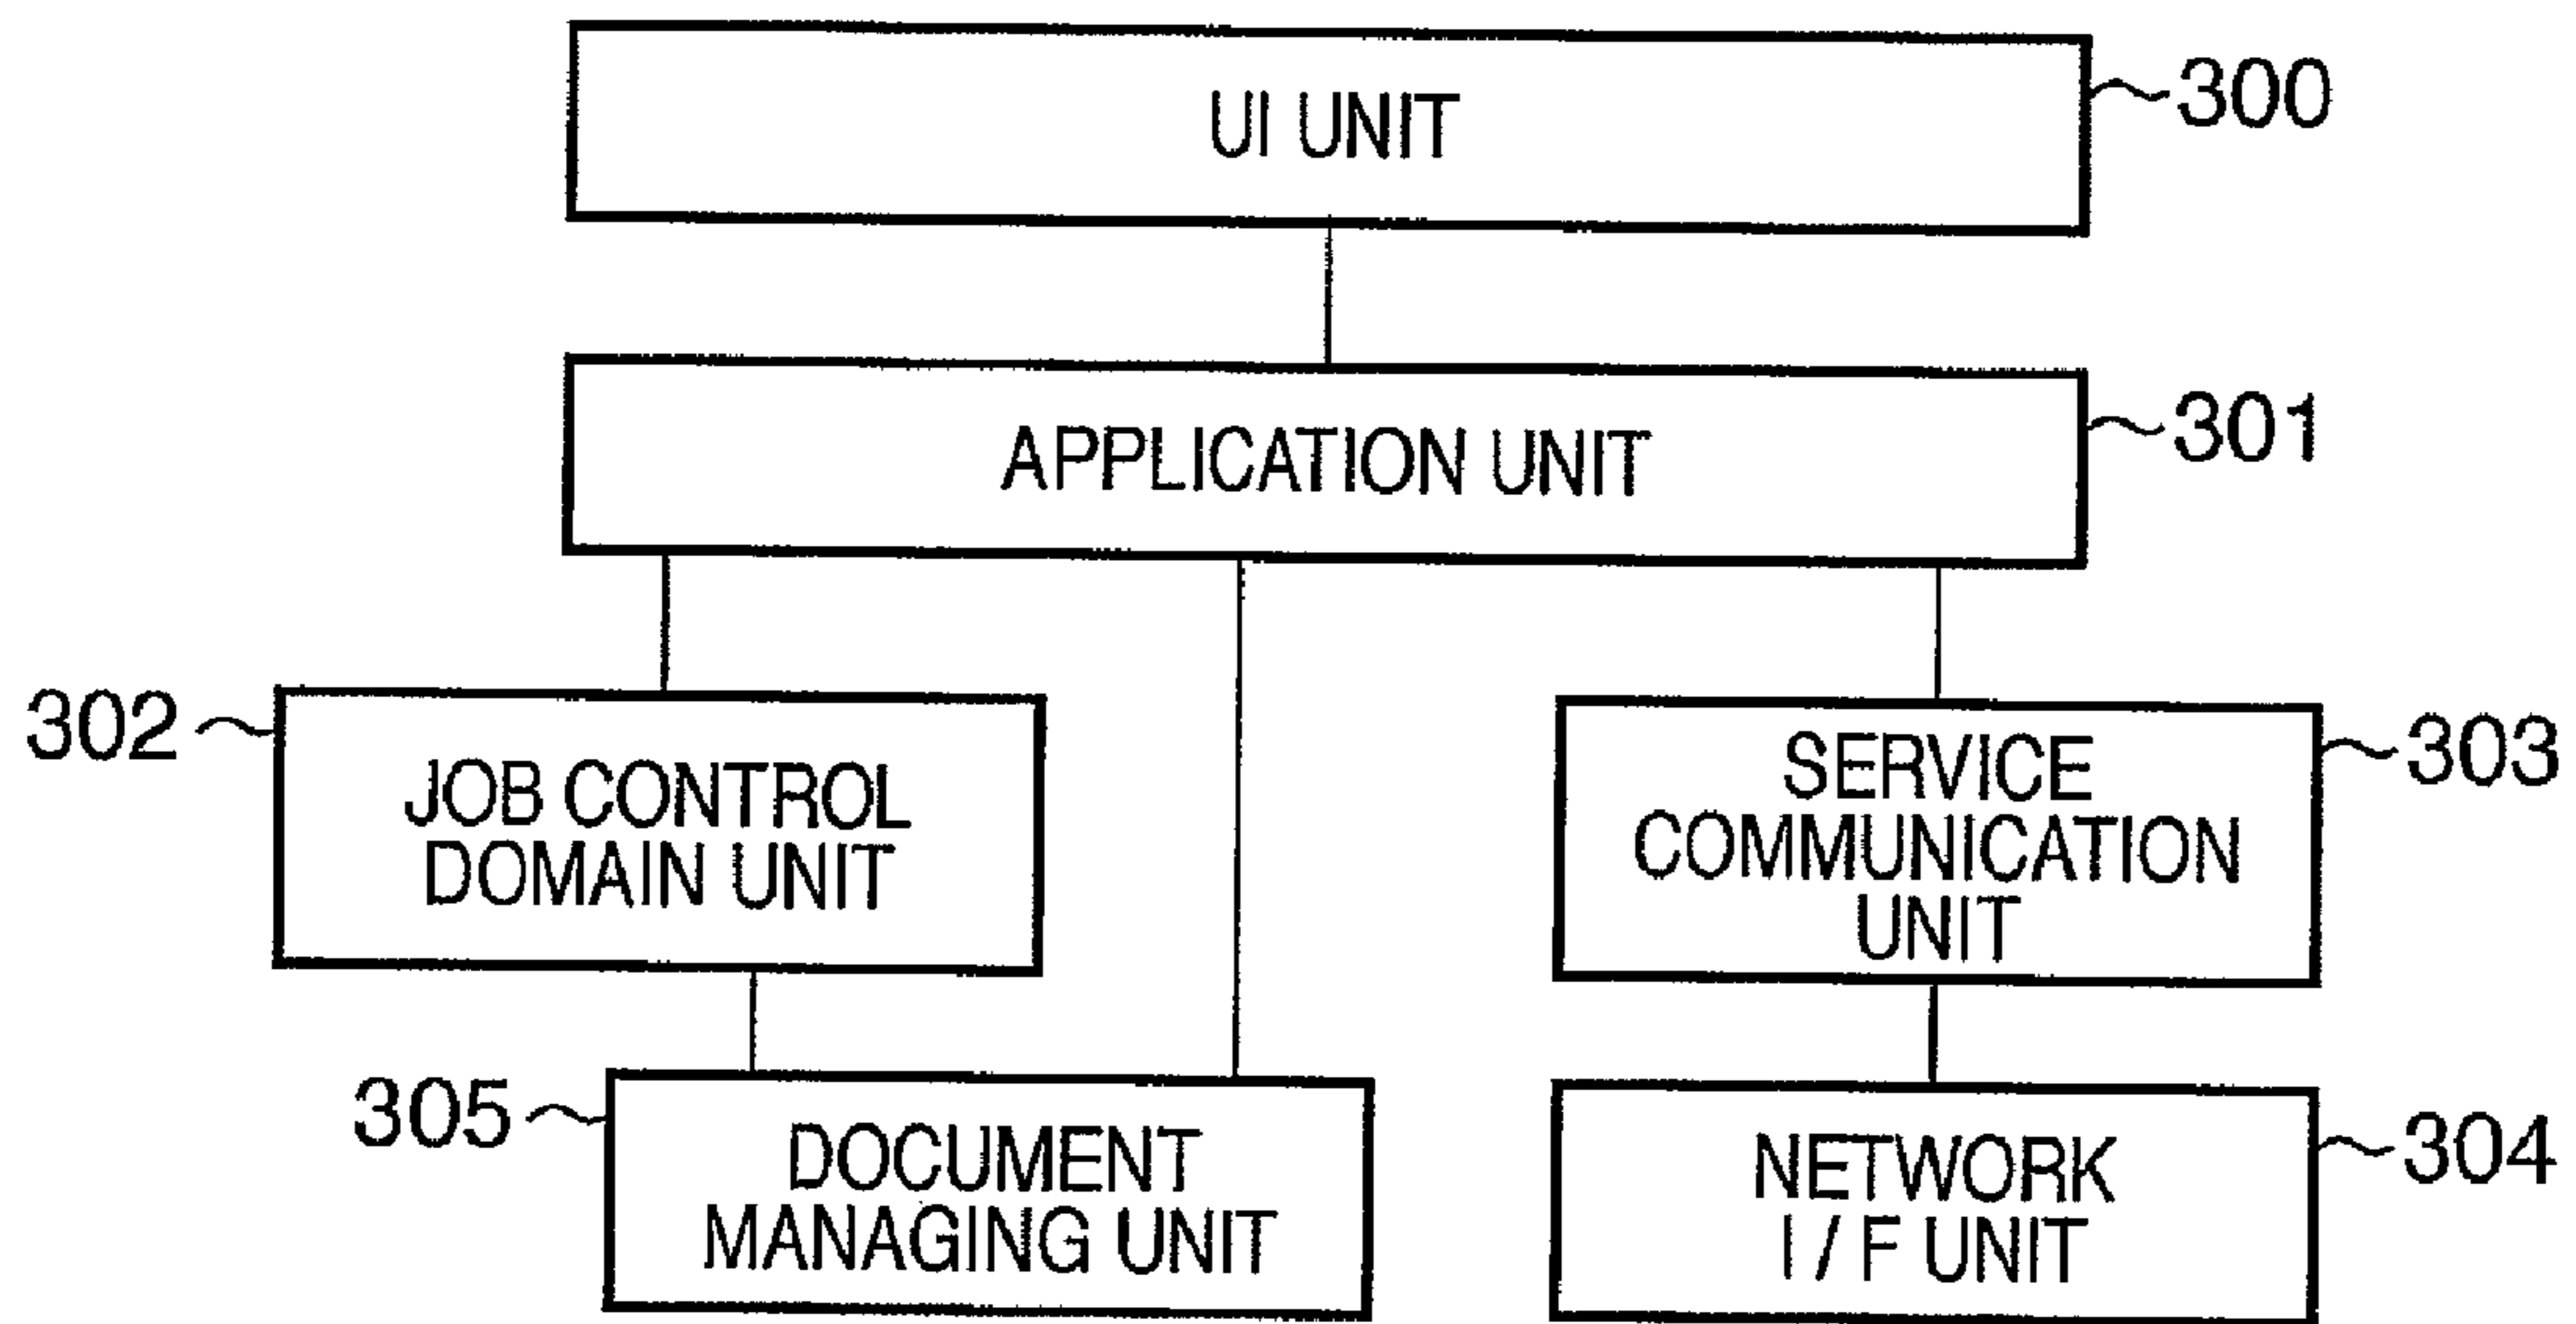 UI UNIT
300
APPLICATION UNIT
301
302
JOB CONTROL
DOMAIN UNIT
SERVICE
COMMUNICATION
UNIT
303
305
DOCUMENT
MANAGING UNIT
NETWORK
I / F UNIT
304